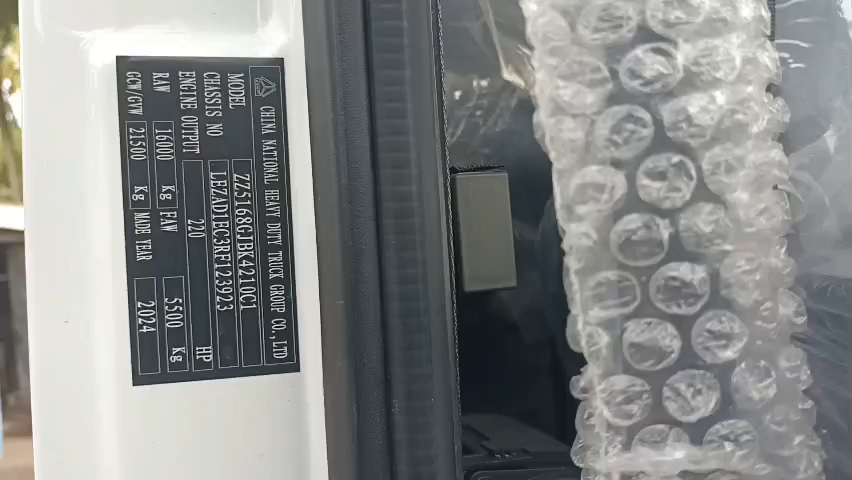 CHINA NATIONAL HEAVY DUTY TRUCK GROUP CO.,LTD
MODEL ZZ5168GJBK4210C1
CHASSIS NO LEZAD1EC3RF123923
ENGINE OUTPUT 220 HP
RAW 16000 Kg FAW 5500 Kg
GCW/GVW 21500 Kg MADE YEAR 2024